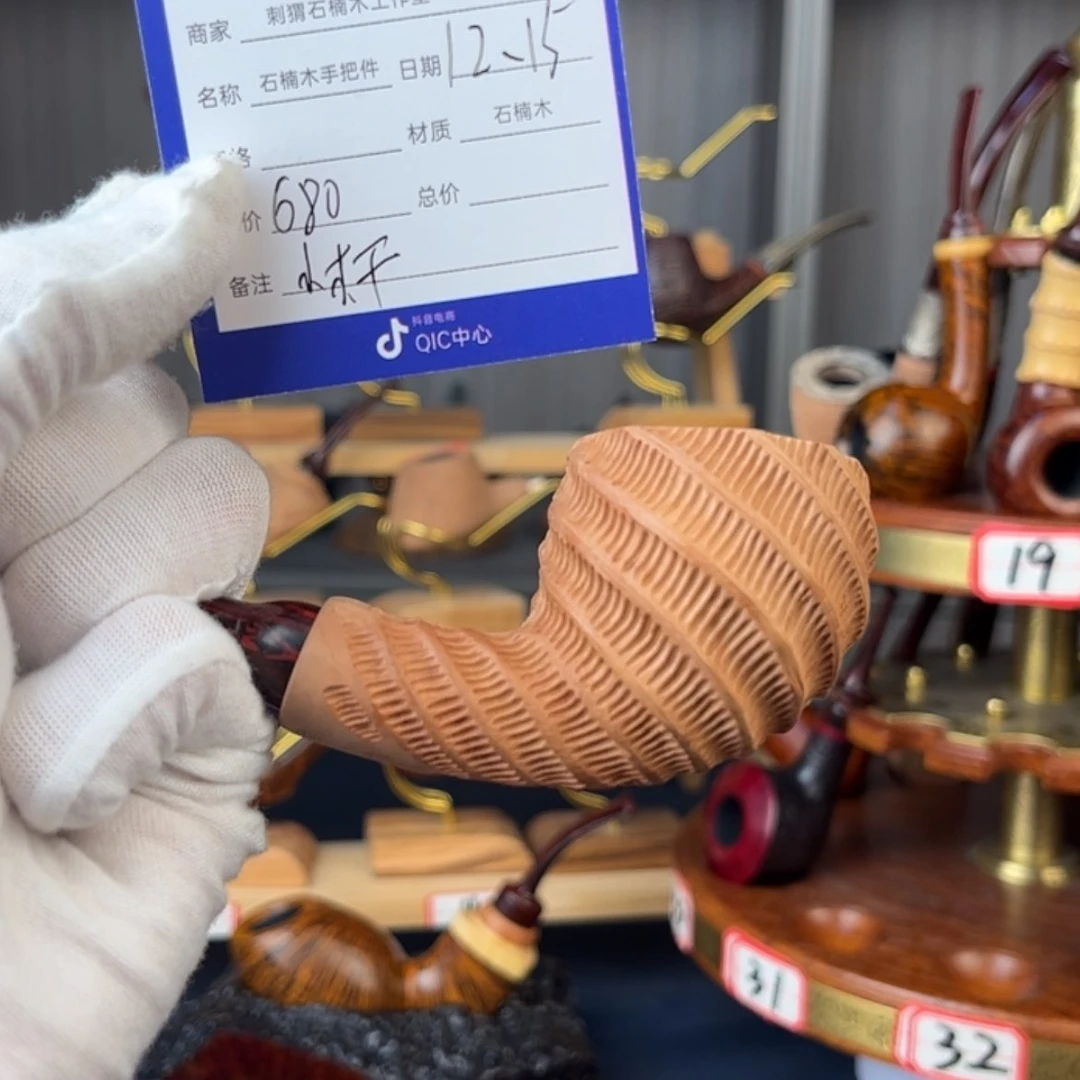 商家 刺猬石楠木工作室
名称 石楠木手把件 日期 12、15
材质 石楠木
价 680 总价
备注
抖音电商
QIC中心
19
31
32